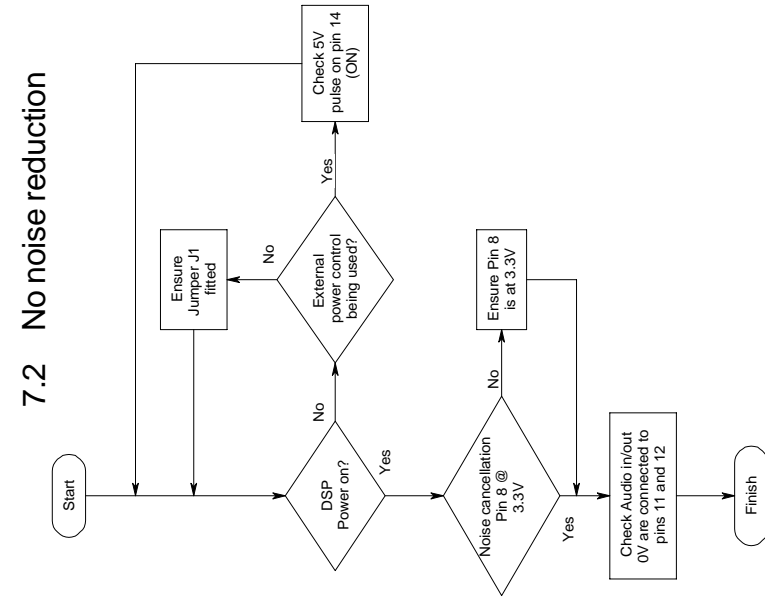 7.2 No noise reduction
Start
DSP
Power on?
No
Yes
External
power control
being used?
No
Yes
Ensure
Jumper J1
fitted
Check 5V
pulse on pin 14
(ON)
Noise cancellation
Pin 8 @
3.3V
No
Yes
Ensure Pin 8
is at 3.3V
Check Audio in/out
0V are connected to
pins 11 and 12
Finish